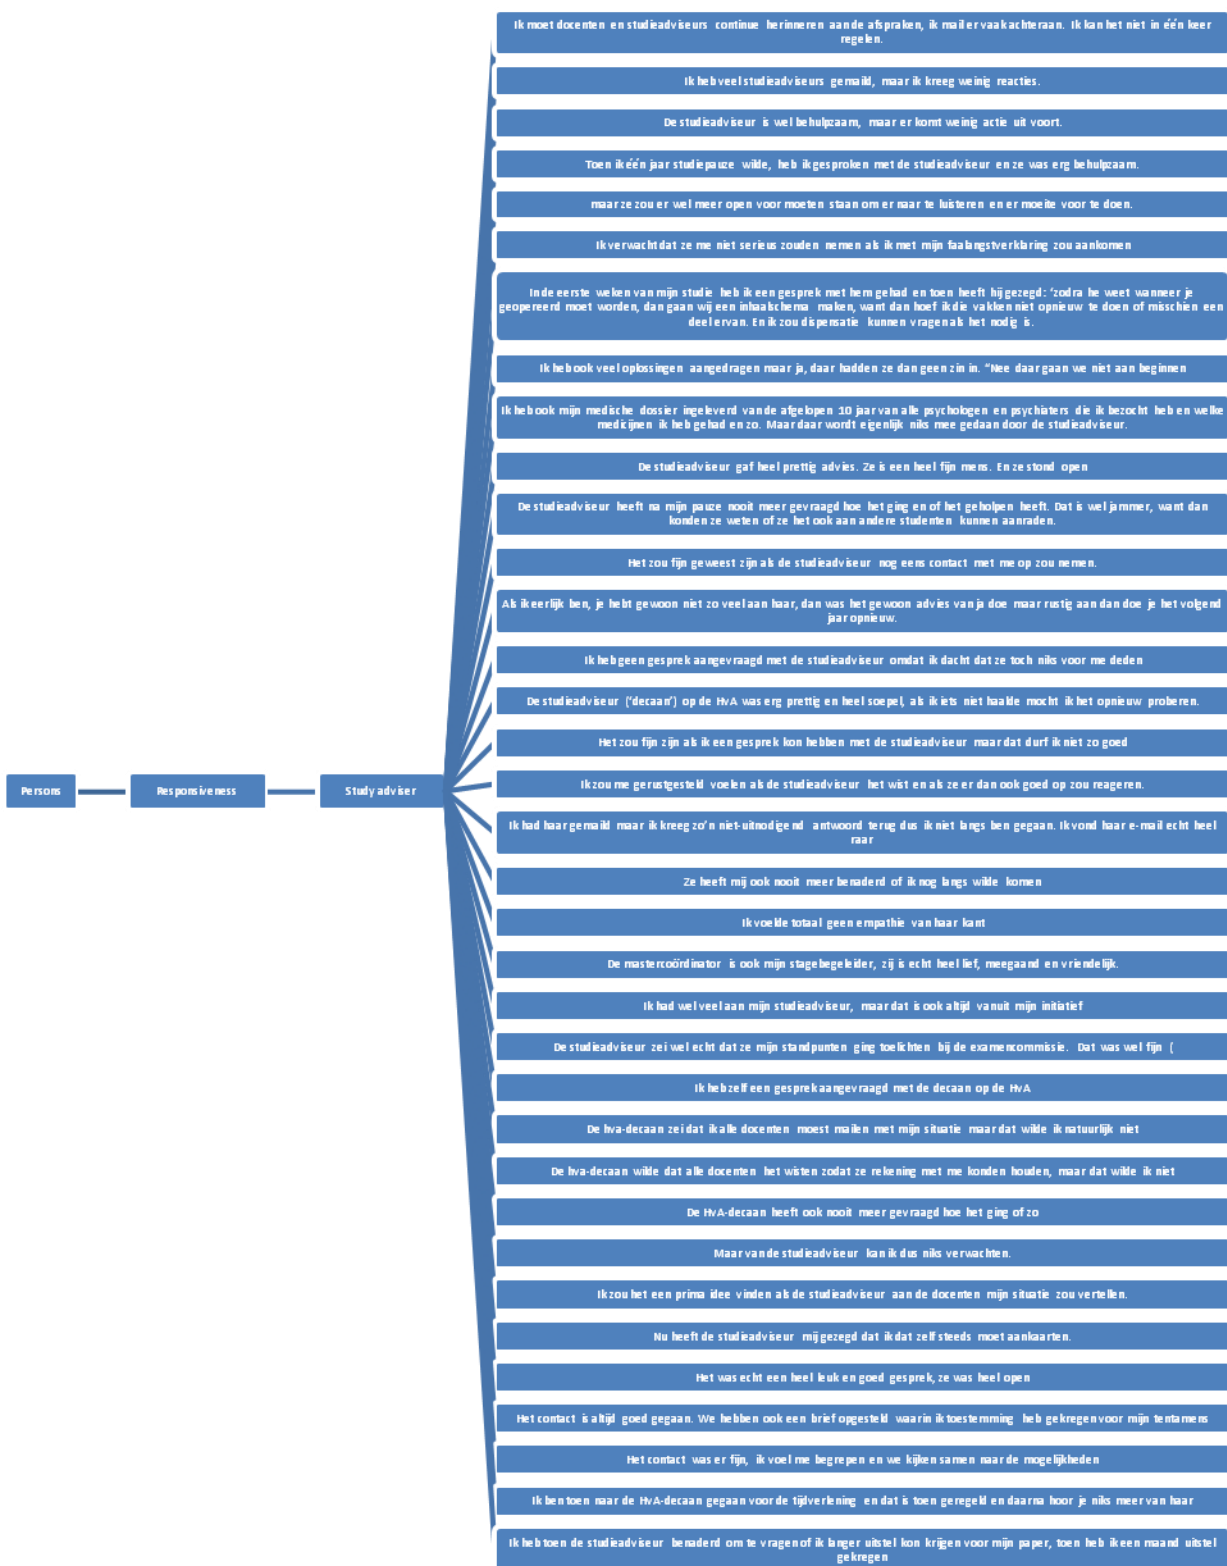 Ik moet docenten en studieadviseurs continue herinneren aan de afspraken, ik mail er vaak achteraan. Ik kan het niet in één keer
regelen.
Ik heb veel studieadviseurs gemaild, maar ik kreeg weinig reacties.
De studieadviseur is wel behulpzaam, maar er komt weinig actie uit voort.
Toen ik één jaar studiepauze wilde, heb ik gesproken met de studieadviseur en ze was erg behulpzaam.
maar ze zou er wel meer open voor moeten staan om er naar te luisteren en er moeite voor te doen.
Ik verwacht dat ze me niet serieus zouden nemen als ik met mijn faalangstverklaring zou aankomen
In de eerste weken van mijn studie heb ik een gesprek met hem gehad en toen heeft hij gezegd: ‘zodra he weet wanneer je
geopereerd moet worden, dan gaan wij een inhaalschema maken, want dan hoef ik die vakken niet opnieuw te doen of misschien een
deel ervan. En ik zou dispensatie kunnen vragen als het nodig is.
Ik heb ook veel oplossingen aangedragen maar ja, daar hadden ze dan geen zin in. “Nee daar gaan we niet aan beginnen
Ik heb ook mijn medische dossier ingeleverd van de afgelopen 10 jaar van alle psychologen en psychiaters die ik bezocht heb en welke
medicijnen ik heb gehad en zo. Maar daar wordt eigenlijk niks mee gedaan door de studieadviseur.
De studieadviseur gaf heel prettig advies. Ze is een heel fijn mens. En ze stond open
De studieadviseur heeft na mijn pauze nooit meer gevraagd hoe het ging en of het geholpen heeft. Dat is wel jammer, want dan
konden ze weten of ze het ook aan andere studenten kunnen aanraden.
Het zou fijn geweest zijn als de studieadviseur nog eens contact met me op zou nemen.
Als ik eerlijk ben, je hebt gewoon niet zo veel aan haar, dan was het gewoon advies van ja doe maar rustig aan dan doe je het volgend
jaar opnieuw.
Ik heb geen gesprek aangevraagd met de studieadviseur omdat ik dacht dat ze toch niks voor me deden
De studieadviseur (‘decaan’) op de HvA was erg prettig en heel soepel, als ik iets niet haalde mocht ik het opnieuw proberen.
Het zou fijn zijn als ik een gesprek kon hebben met de studieadviseur maar dat durf ik niet zo goed
Persons
Responsiveness
Study adviser
Ik zou me gerustgesteld voelen als de studieadviseur het wist en als ze er dan ook goed op zou reageren.
Ik had haar gemaild maar ik kreeg zo’n niet-uitnodigend antwoord terug dus ik niet langs ben gegaan. Ik vond haar e-mail echt heel
raar
Ze heeft mij ook nooit meer benaderd of ik nog langs wilde komen
Ik voelde totaal geen empathie van haar kant
De mastercoördinator is ook mijn stagebegeleider, zij is echt heel lief, meegaand en vriendelijk.
Ik had wel veel aan mijn studieadviseur, maar dat is ook altijd vanuit mijn initiatief
De studieadviseur zei wel echt dat ze mijn standpunten ging toelichten bij de examencommissie. Dat was wel fijn (
Ik heb zelf een gesprek aangevraagd met de decaan op de HvA
De hva-decaan zei dat ik alle docenten moest mailen met mijn situatie maar dat wilde ik natuurlijk niet
De hva-decaan wilde dat alle docenten het wisten zodat ze rekening met me konden houden, maar dat wilde ik niet
De HvA-decaan heeft ook nooit meer gevraagd hoe het ging of zo
Maar van de studieadviseur kan ik dus niks verwachten.
Ik zou het een prima idee vinden als de studieadviseur aan de docenten mijn situatie zou vertellen.
Nu heeft de studieadviseur mij gezegd dat ik dat zelf steeds moet aankaarten.
Het was echt een heel leuk en goed gesprek, ze was heel open
Het contact is altijd goed gegaan. We hebben ook een brief opgesteld waarin ik toestemming heb gekregen voor mijn tentamens
Het contact was er fijn, ik voel me begrepen en we kijken samen naar de mogelijkheden
Ik ben toen naar de HvA-decaan gegaan voor de tijdverlening en dat is toen geregeld en daarna hoor je niks meer van haar
Ik heb toen de studieadviseur benaderd om te vragen of ik langer uitstel kon krijgen voor mijn paper, toen heb ik een maand uitstel
gekregen